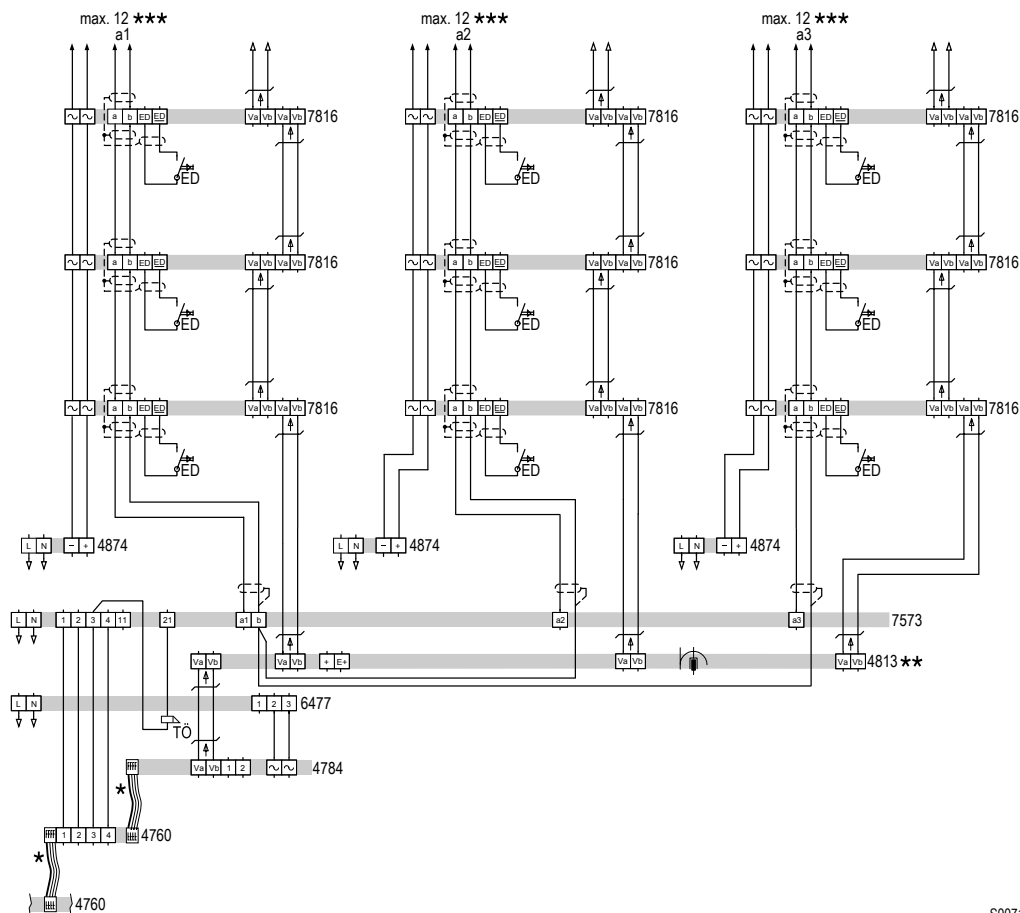 max. 12 *** max. 12 *** max. 12 ***
a1 a2 a3
~ ~ a b ED ED Va Vb Va Vb 7816 ~ ~ a b ED ED Va Vb Va Vb 7816 ~ ~ a b ED ED Va Vb Va Vb 7816
ED ED ED
~ ~ a b ED ED Va Vb Va Vb 7816 ~ ~ a b ED ED Va Vb Va Vb 7816 ~ ~ a b ED ED Va Vb Va Vb 7816
ED ED ED
~ ~ a b ED ED Va Vb Va Vb 7816 ~ ~ a b ED ED Va Vb Va Vb 7816 ~ ~ a b ED ED Va Vb Va Vb 7816
ED ED ED
L N - + 4874 L N - + 4874 L N - + 4874
L N 1 2 3 4 11 21 a1 b a2 a3 7573
Va Vb Va Vb + E+ Va Vb Va Vb 4813 **
L N 1 2 3 6477
TÖ
Va Vb 1 2 ~ ~ 4784
*
1 2 3 4 4760
*
4760